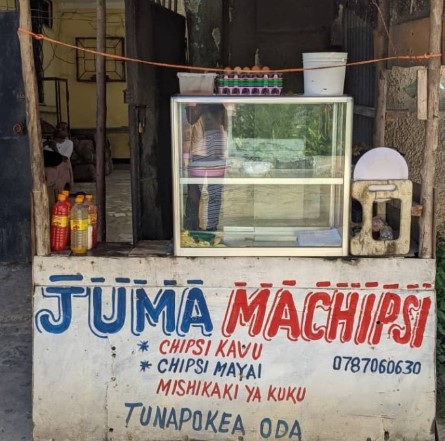 JUMA MACHIPSI
* CHIPSI KAVU
* CHIPSI MAYAI
0787060630
MISHIKAKI YA KUKU
TUNAPOKEA ODA